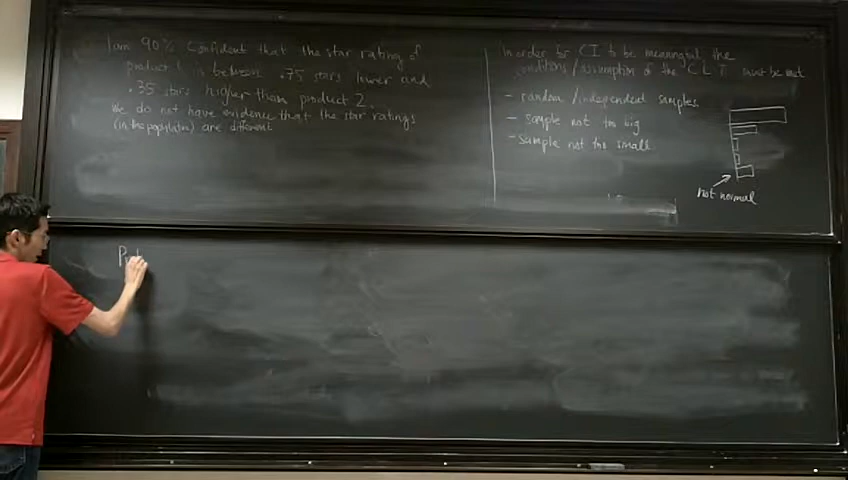 I am 90% Confident that the star rating of
product 1 is between .75 stars lower and
.35 stars higher than product 2.
We do not have evidence that the star ratings
(in the population) are different
In order for CI to be meaningful the
conditions/assumption of the CLT must be met
- random/independent samples
- sample not too big
- sample not too small
not normal